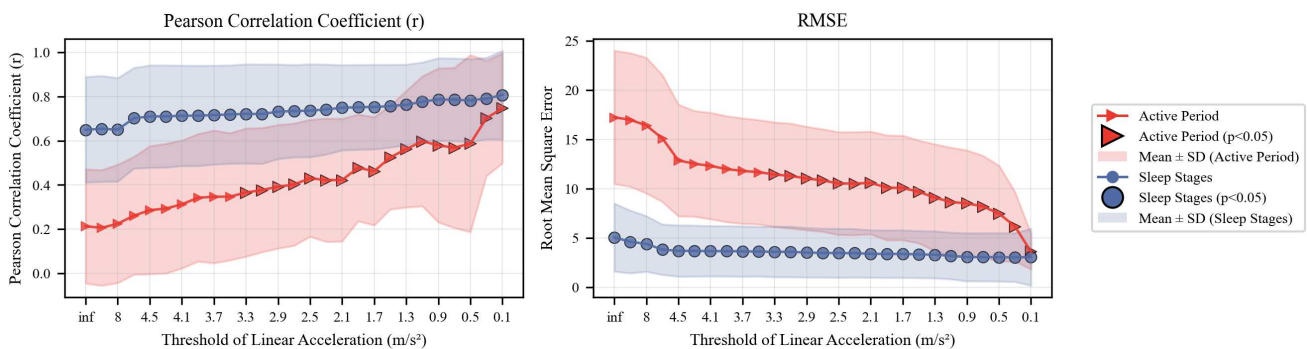 Pearson Correlation Coefficient (r)
Pearson Correlation Coefficient (r)
1.0
0.8
0.6
0.4
0.2
0.0
inf 8 4.5 4.1 3.7 3.3 2.9 2.5 2.1 1.7 1.3 0.9 0.5 0.1
Threshold of Linear Acceleration (m/s²)
RMSE
Root Mean Square Error
25
20
15
10
5
0
inf 8 4.5 4.1 3.7 3.3 2.9 2.5 2.1 1.7 1.3 0.9 0.5 0.1
Threshold of Linear Acceleration (m/s²)
Active Period
Active Period (p<0.05)
Mean ± SD (Active Period)
Sleep Stages
Sleep Stages (p<0.05)
Mean ± SD (Sleep Stages)